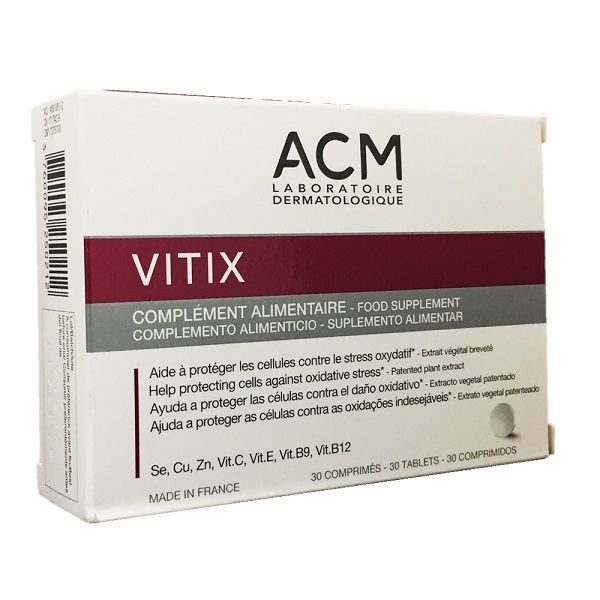 ACM
LABORATOIRE
DERMATOLOGIQUE
VITIX
COMPLÉMENT ALIMENTAIRE - FOOD SUPPLEMENT
COMPLEMENTO ALIMENTICIO - SUPLEMENTO ALIMENTAR
Aide à protéger les cellules contre le stress oxydatif* - Extrait végétal breveté
Help protecting cells against oxidative stress* - Patented plant extract
Ayuda a proteger las células contra el daño oxidativo* - Extracto vegetal patentado
Ajuda a proteger as células contra as oxidações indesejáveis* - Extrato vegetal patenteado
Se, Cu, Zn, Vit.C, Vit.E, Vit.B9, Vit.B12
30 COMPRIMÉS - 30 TABLETS - 30 COMPRIMIDOS
MADE IN FRANCE
3 760095 250212